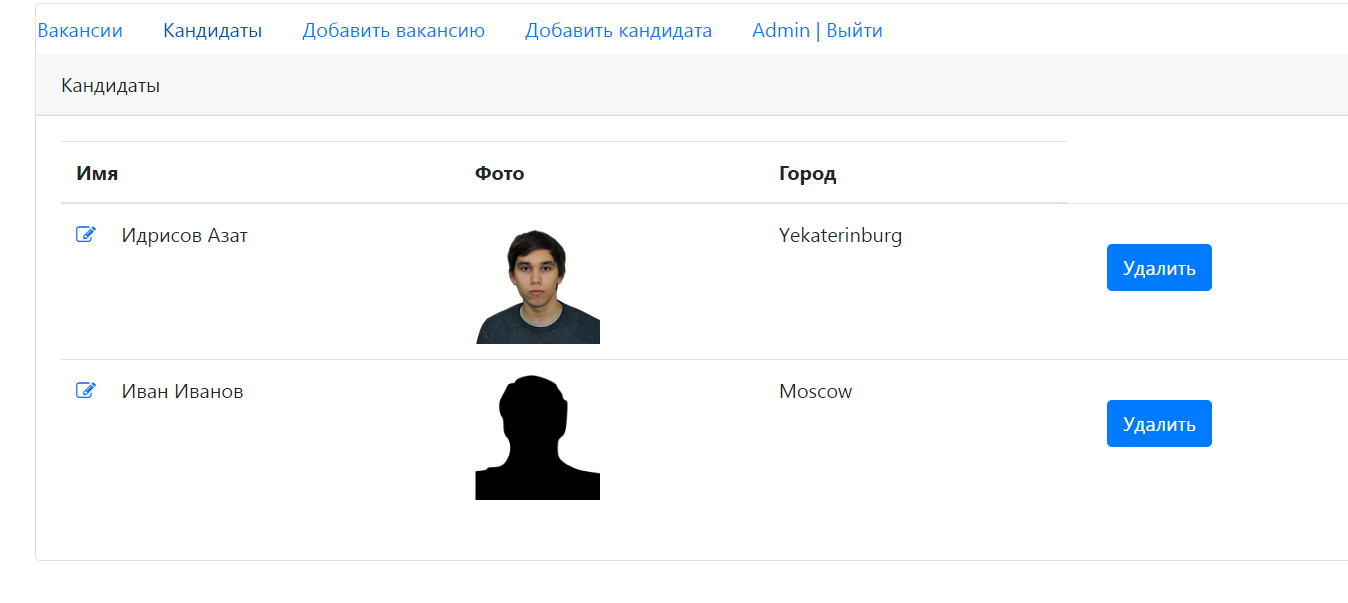 Вакансии Кандидаты Добавить вакансию Добавить кандидата Admin | Выйти
Кандидаты
Имя Фото Город
Идрисов Азат Yekaterinburg Удалить
Иван Иванов Moscow Удалить